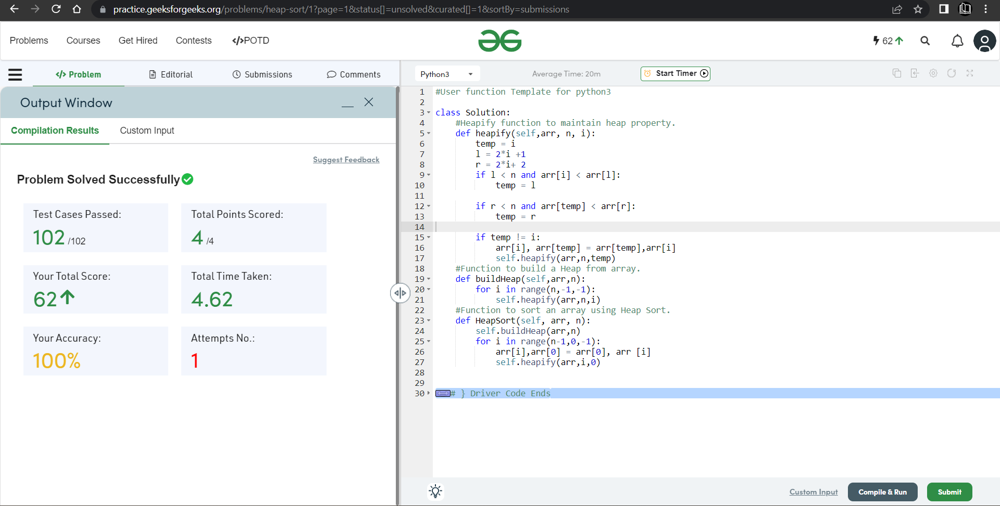 practice.geeksforgeeks.org/problems/heap-sort/1?page=1&status[]=unsolved&curated[]=1&sortBy=submissions
Problems Courses Get Hired Contests </>POTD 62
</> Problem Editorial Submissions Comments
Python3 Average Time: 20m Start Timer
Output Window
Compilation Results Custom Input
Suggest Feedback
Problem Solved Successfully
Test Cases Passed:
102 /102
Total Points Scored:
4 /4
Your Total Score:
62
Total Time Taken:
4.62
Your Accuracy:
100%
Attempts No.:
1
1 #User function Template for python3
2
3 class Solution:
4     #Heapify function to maintain heap property.
5     def heapify(self,arr, n, i):
6         temp = i
7         l = 2*i +1
8         r = 2*i+ 2
9         if l < n and arr[i] < arr[l]:
10             temp = l
11
12         if r < n and arr[temp] < arr[r]:
13             temp = r
14
15         if temp != i:
16             arr[i], arr[temp] = arr[temp],arr[i]
17             self.heapify(arr,n,temp)
18     #Function to build a Heap from array.
19     def buildHeap(self,arr,n):
20         for i in range(n,-1,-1):
21             self.heapify(arr,n,i)
22     #Function to sort an array using Heap Sort.
23     def HeapSort(self, arr, n):
24         self.buildHeap(arr,n)
25         for i in range(n-1,0,-1):
26             arr[i],arr[0] = arr[0], arr [i]
27             self.heapify(arr,i,0)
28
29
30 # } Driver Code Ends
Custom Input Compile & Run Submit